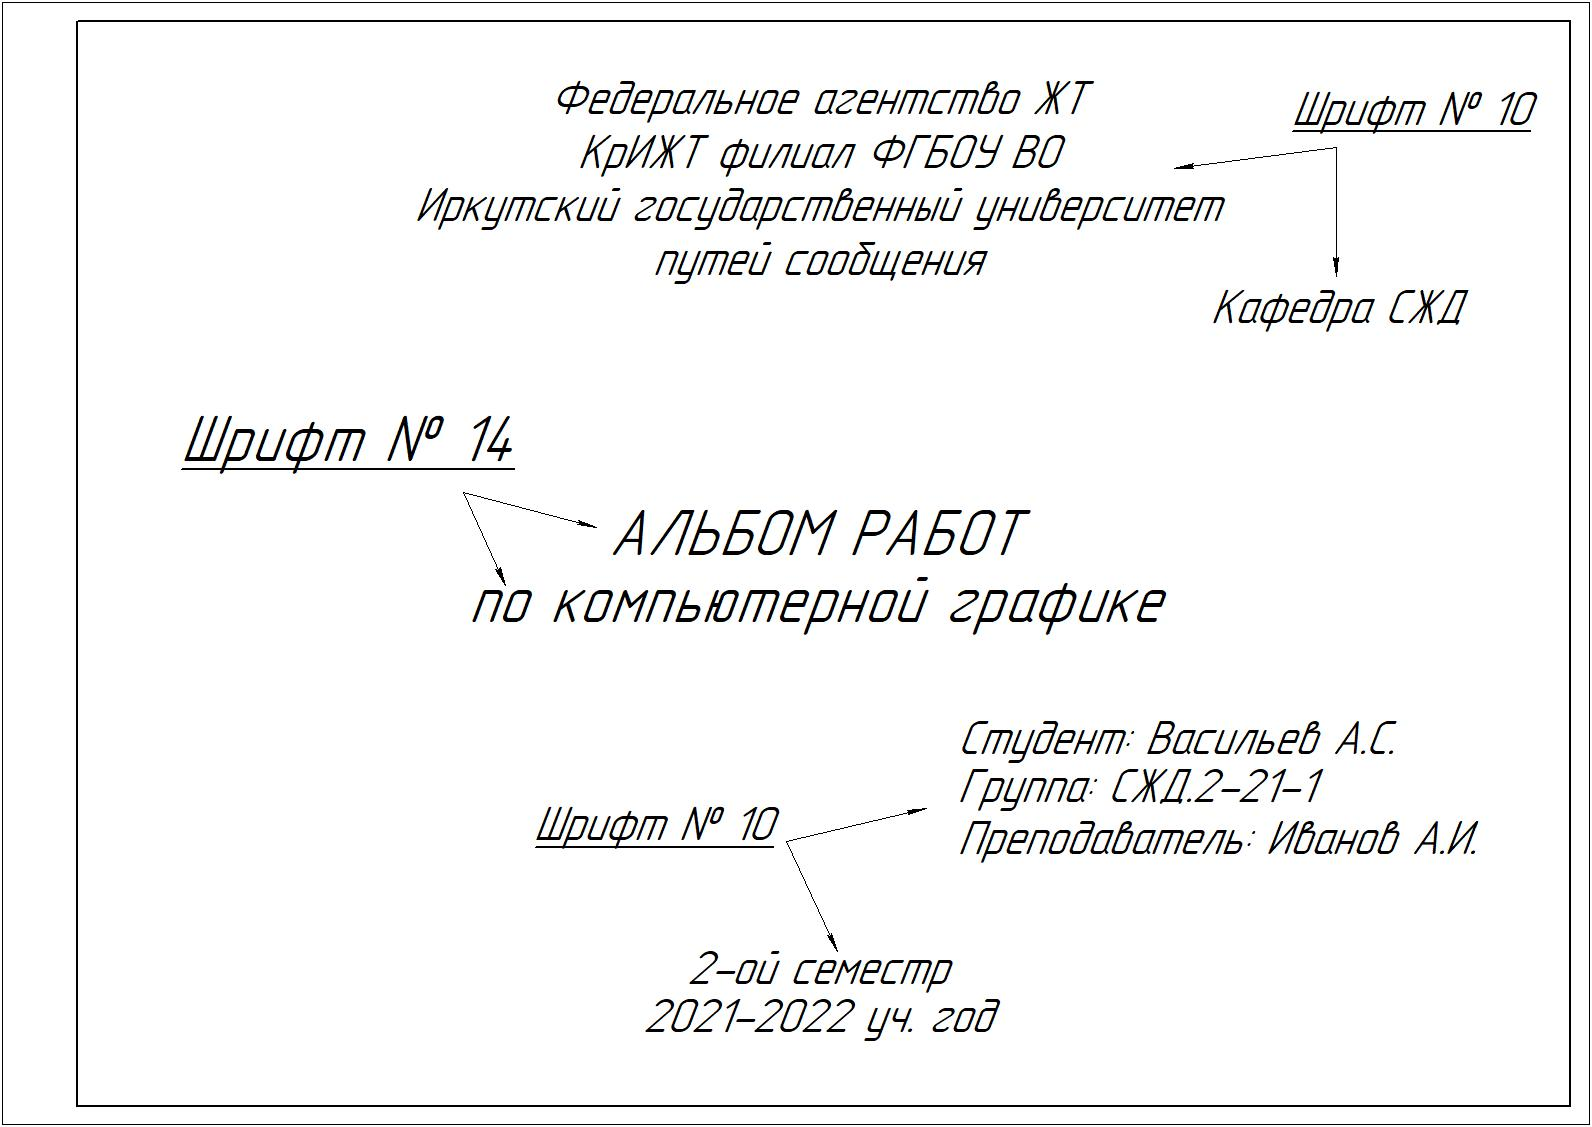 Федеральное агентство ЖТ
Шрифт № 10
КрИЖТ филиал ФГБОУ ВО
Иркутский государственный университет
путей сообщения
Кафедра СЖД
Шрифт № 14
АЛЬБОМ РАБОТ
по компьютерной графике
Студент: Васильев А.С.
Группа: СЖД.2-21-1
Шрифт № 10
Преподаватель: Иванов А.И.
2-ой семестр
2021-2022 уч. год